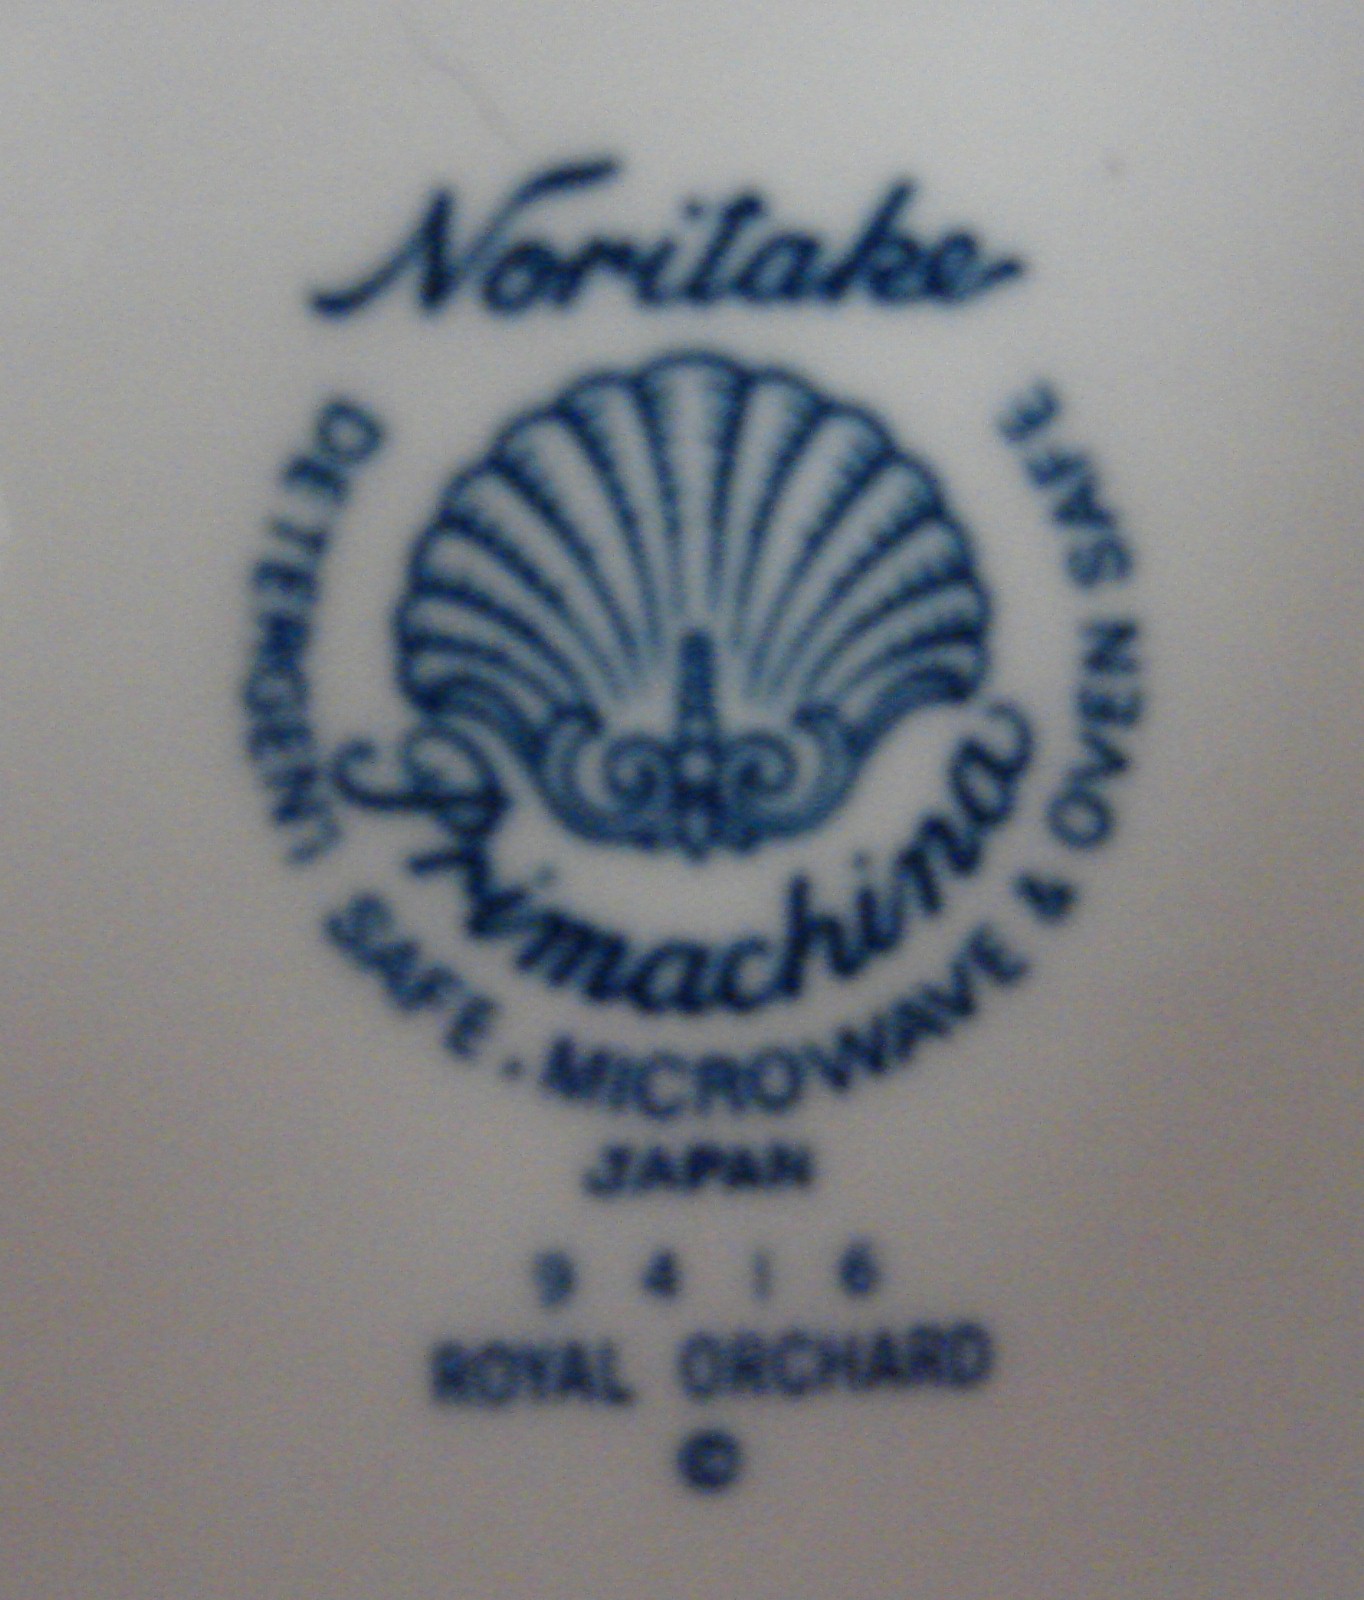 Noritake
Primachina
DETERGENT SAFE . MICROWAVE & OVEN SAFE
JAPAN
9416
ROYAL ORCHARD
©